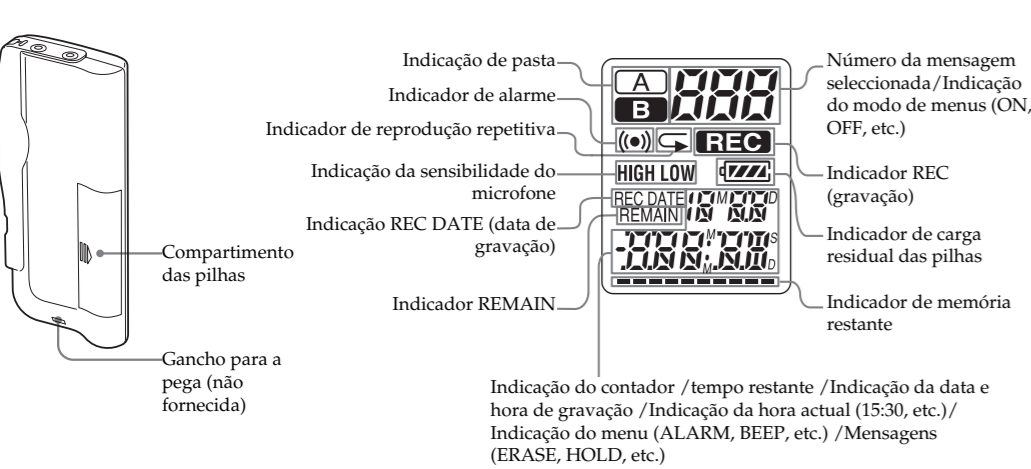 Compartimento
das pilhas
Gancho para a
pega (não
fornecida)
Indicação de pasta
Indicador de alarme
Indicador de reprodução repetitiva
Indicação da sensibilidade do
microfone
Indicação REC DATE (data de
gravação)
Indicador REMAIN
A
B
888
REC
HIGH LOW
REC DATE
REMAIN
M
D
M
S
M
D
Número da mensagem
seleccionada/Indicação
do modo de menus (ON,
OFF, etc.)
Indicador REC
(gravação)
Indicador de carga
residual das pilhas
Indicador de memória
restante
Indicação do contador /tempo restante /Indicação da data e
hora de gravação /Indicação da hora actual (15:30, etc.)/
Indicação do menu (ALARM, BEEP, etc.) /Mensagens
(ERASE, HOLD, etc.)